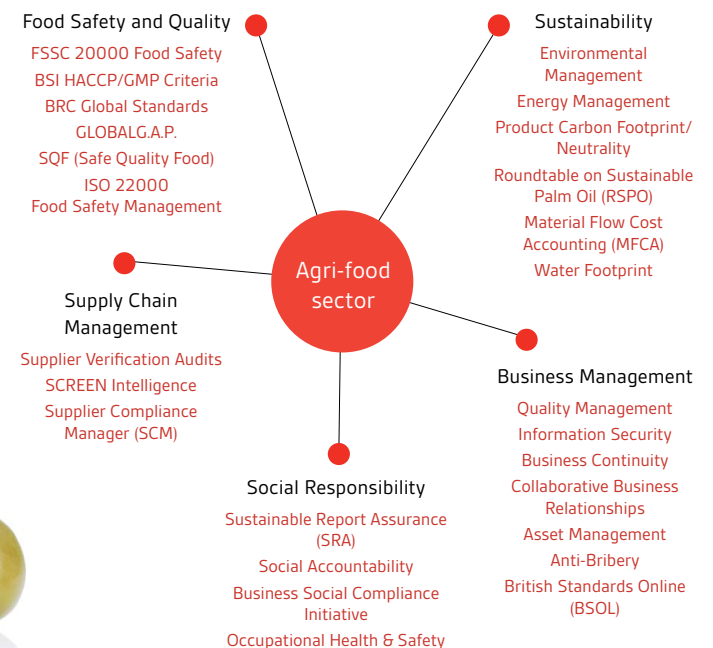 Food Safety and Quality
FSSC 20000 Food Safety
BSI HACCP/GMP Criteria
BRC Global Standards
GLOBALG.A.P.
SQF (Safe Quality Food)
ISO 22000
Food Safety Management
Sustainability
Environmental
Management
Energy Management
Product Carbon Footprint/
Neutrality
Roundtable on Sustainable
Palm Oil (RSPO)
Material Flow Cost
Accounting (MFCA)
Water Footprint
Agri-food
sector
Supply Chain
Management
Supplier Verification Audits
SCREEN Intelligence
Supplier Compliance
Manager (SCM)
Business Management
Quality Management
Information Security
Business Continuity
Collaborative Business
Relationships
Asset Management
Anti-Bribery
British Standards Online
(BSOL)
Social Responsibility
Sustainable Report Assurance
(SRA)
Social Accountability
Business Social Compliance
Initiative
Occupational Health & Safety